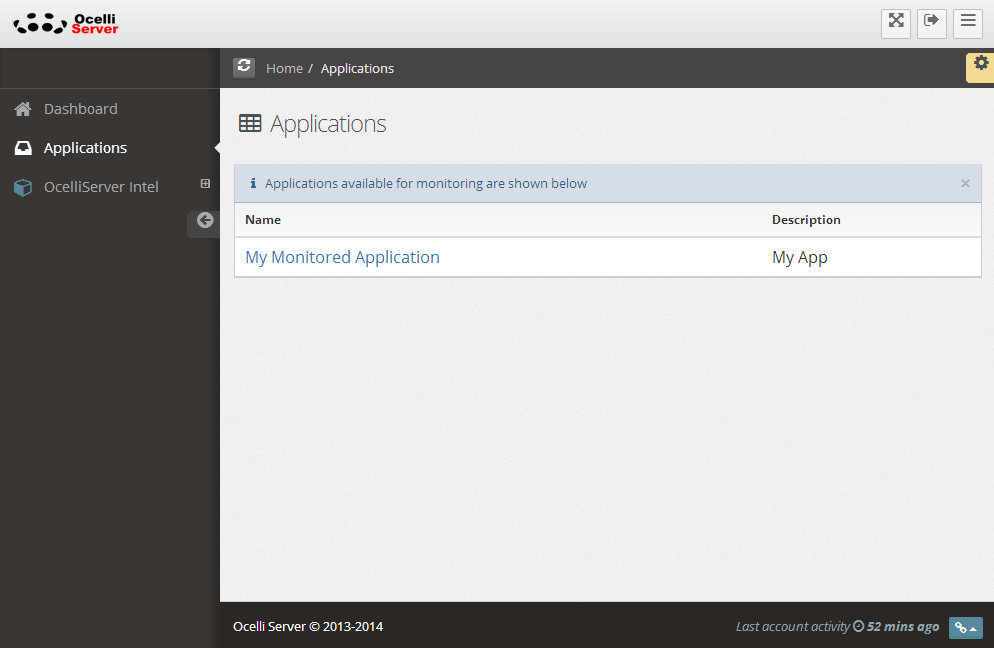 Ocelli
Server
Home / Applications
Dashboard
Applications
OcelliServer Intel
Applications
Applications available for monitoring are shown below ×
Name Description
My Monitored Application My App
Ocelli Server © 2013-2014 Last account activity 52 mins ago